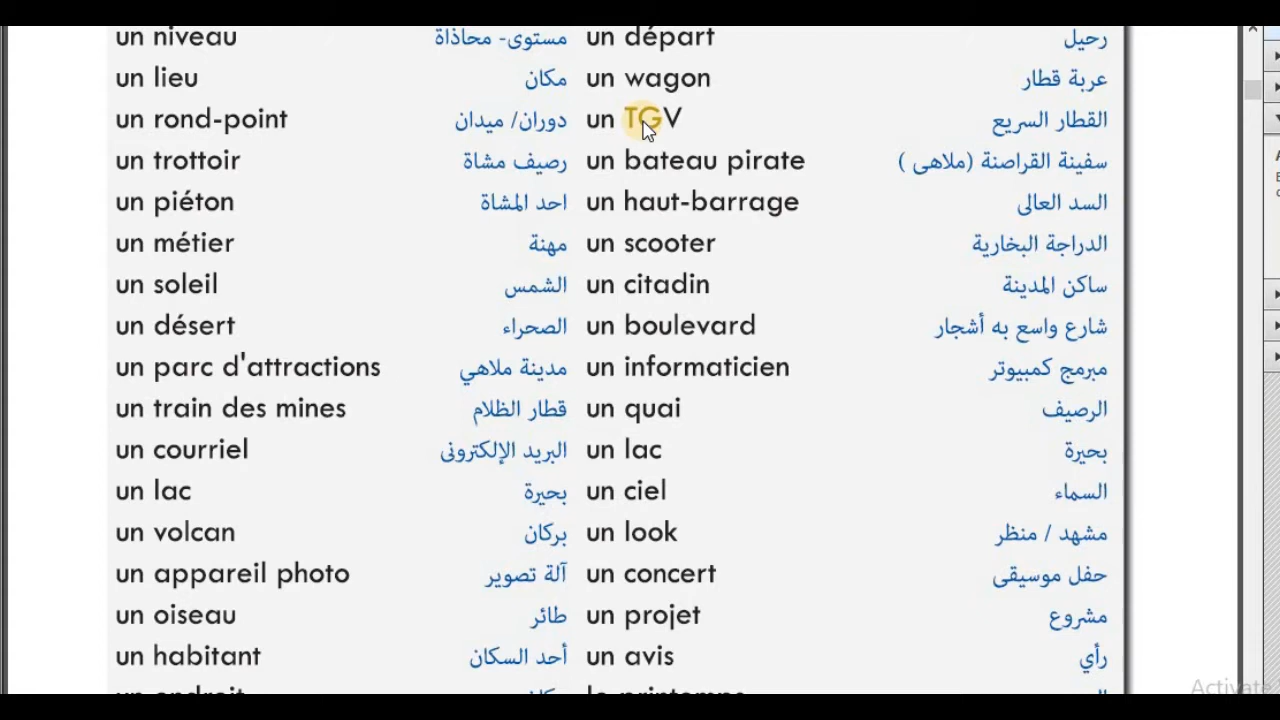 un niveau مستوى- محاذاة un départ رحيل
un lieu مكان un wagon عربة قطار
un rond-point دوران/ ميدان un TGV القطار السريع
un trottoir رصيف مشاة un bateau pirate سفينة القراصنة (ملاهى )
un piéton احد المشاة un haut-barrage السد العالى
un métier مهنة un scooter الدراجة البخارية
un soleil الشمس un citadin ساكن المدينة
un désert الصحراء un boulevard شارع واسع به أشجار
un parc d'attractions مدينة ملاهي un informaticien مبرمج كمبيوتر
un train des mines قطار الظلام un quai الرصيف
un courriel البريد الإلكترونى un lac بحيرة
un lac بحيرة un ciel السماء
un volcan بركان un look مشهد / منظر
un appareil photo آلة تصوير un concert حفل موسيقى
un oiseau طائر un projet مشروع
un habitant أحد السكان un avis رأي
un endroit مكان le printemps
Activate